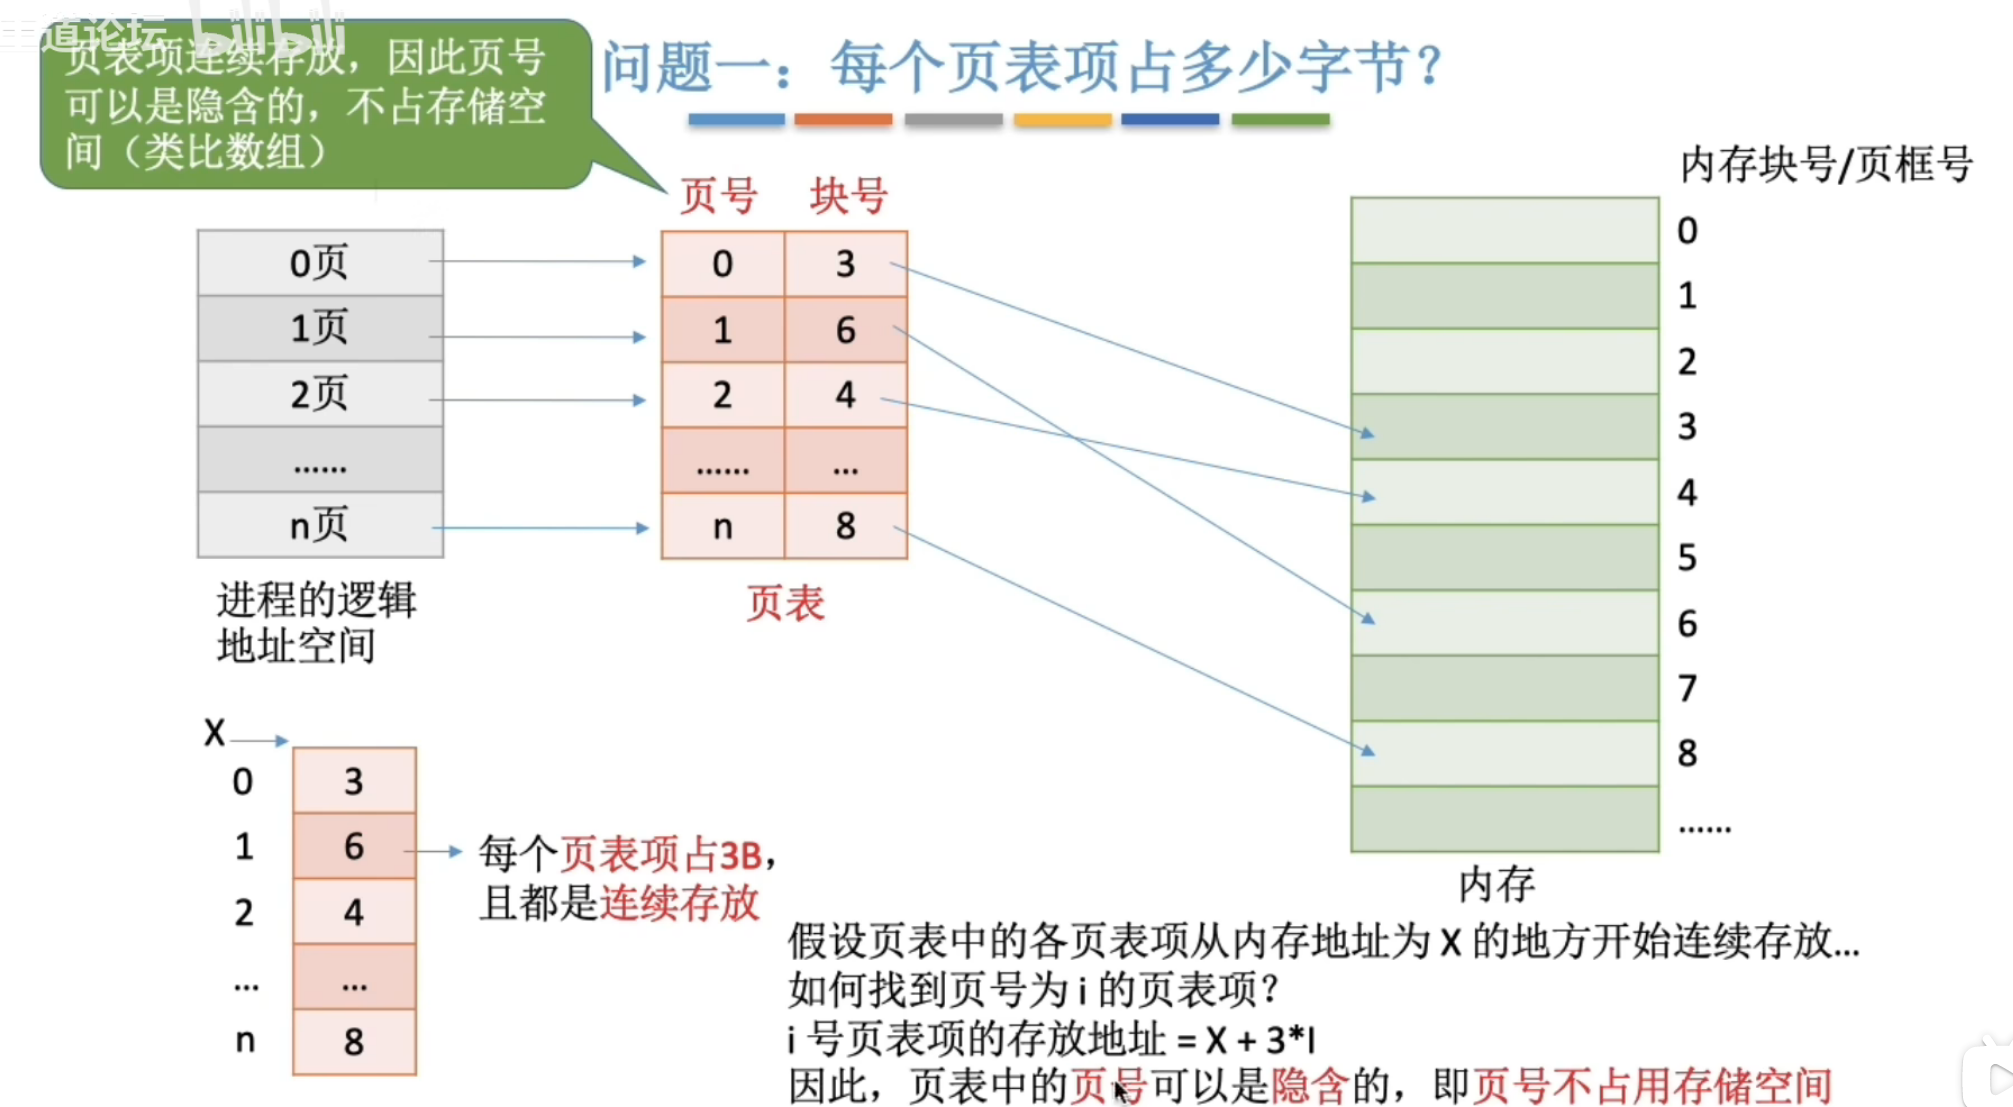 王道论坛 bilibili
页表项连续存放，因此页号
可以是隐含的，不占存储空
间（类比数组）
问题一：每个页表项占多少字节？
内存块号/页框号
页号 块号
0页
1页
2页
……
n页
进程的逻辑
地址空间
0 3
1 6
2 4
…… …
n 8
页表
0
1
2
3
4
5
6
7
8
……
内存
X
0 3
1 6
2 4
… …
n 8
每个页表项占3B，
且都是连续存放
假设页表中的各页表项从内存地址为 X 的地方开始连续存放…
如何找到页号为 i 的页表项？
i 号页表项的存放地址 = X + 3*I
因此，页表中的页号可以是隐含的，即页号不占用存储空间